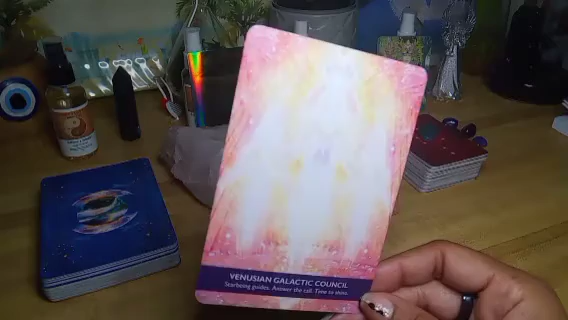 VENUSIAN GALACTIC COUNCIL
Starbeing guides. Answer the call. Time to shine.